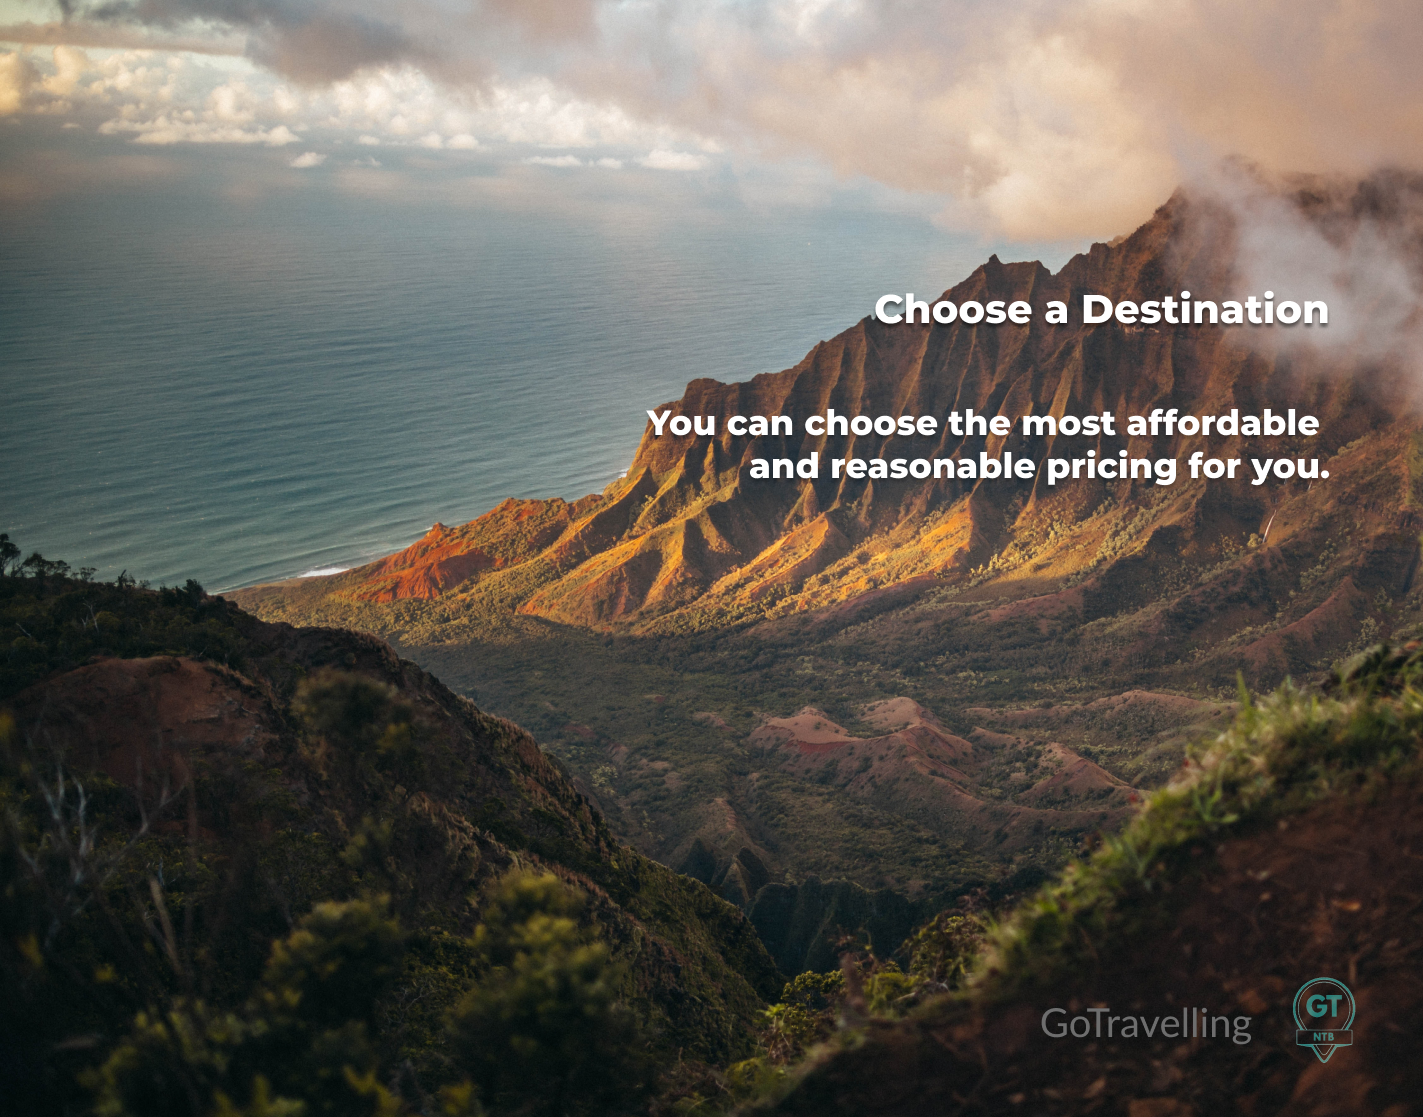 Choose a Destination
You can choose the most affordable
and reasonable pricing for you.
GoTravelling
GT
NTB